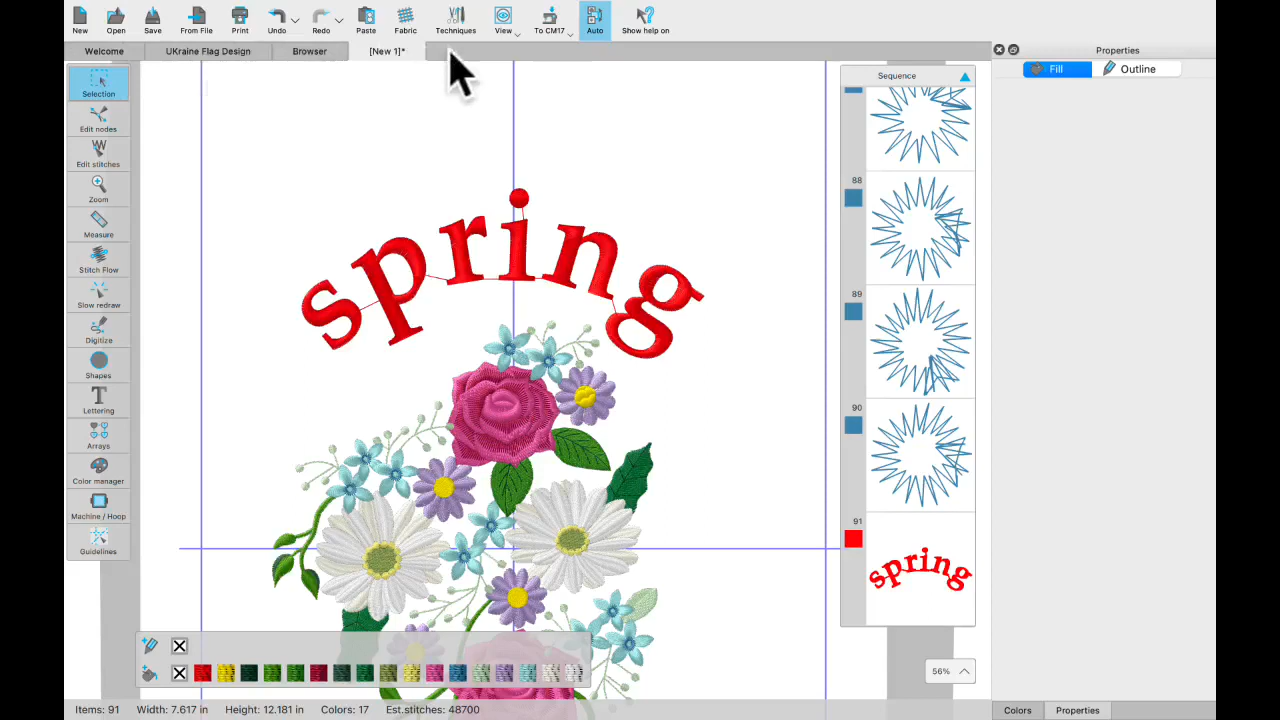 New Open Save From File Print Undo Redo Paste Fabric Techniques View To CM17 Auto Show help on
Welcome UKraine Flag Design Browser [New 1]*
Properties
Fill Outline
Selection
Edit nodes
Edit stitches
Zoom
Measure
Stitch Flow
Slow redraw
Digitize
Shapes
T
Lettering
Arrays
Color manager
Machine / Hoop
Guidelines
spring
Sequence
88
89
90
91
spring
56%
Items: 91 Width: 7.617 in Height: 12.181 in Colors: 17 Est.stitches: 48700
Colors Properties